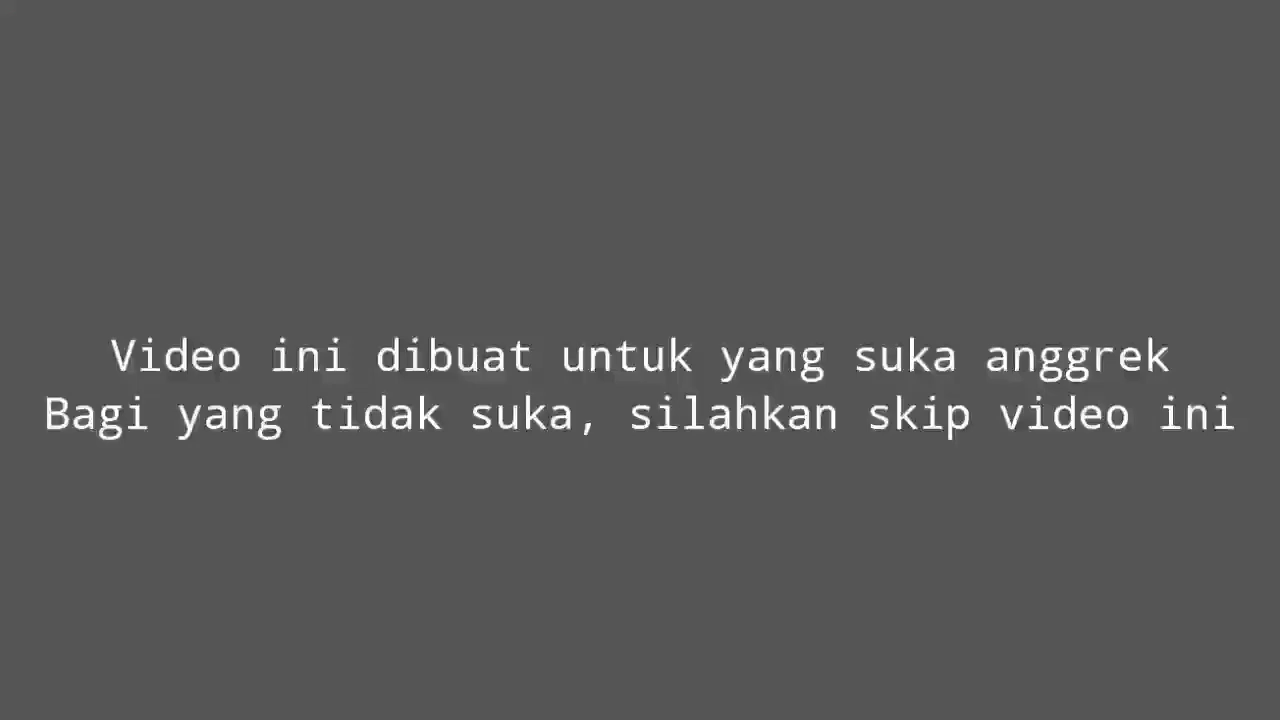 Video ini dibuat untuk yang suka anggrek
Bagi yang tidak suka, silahkan skip video ini